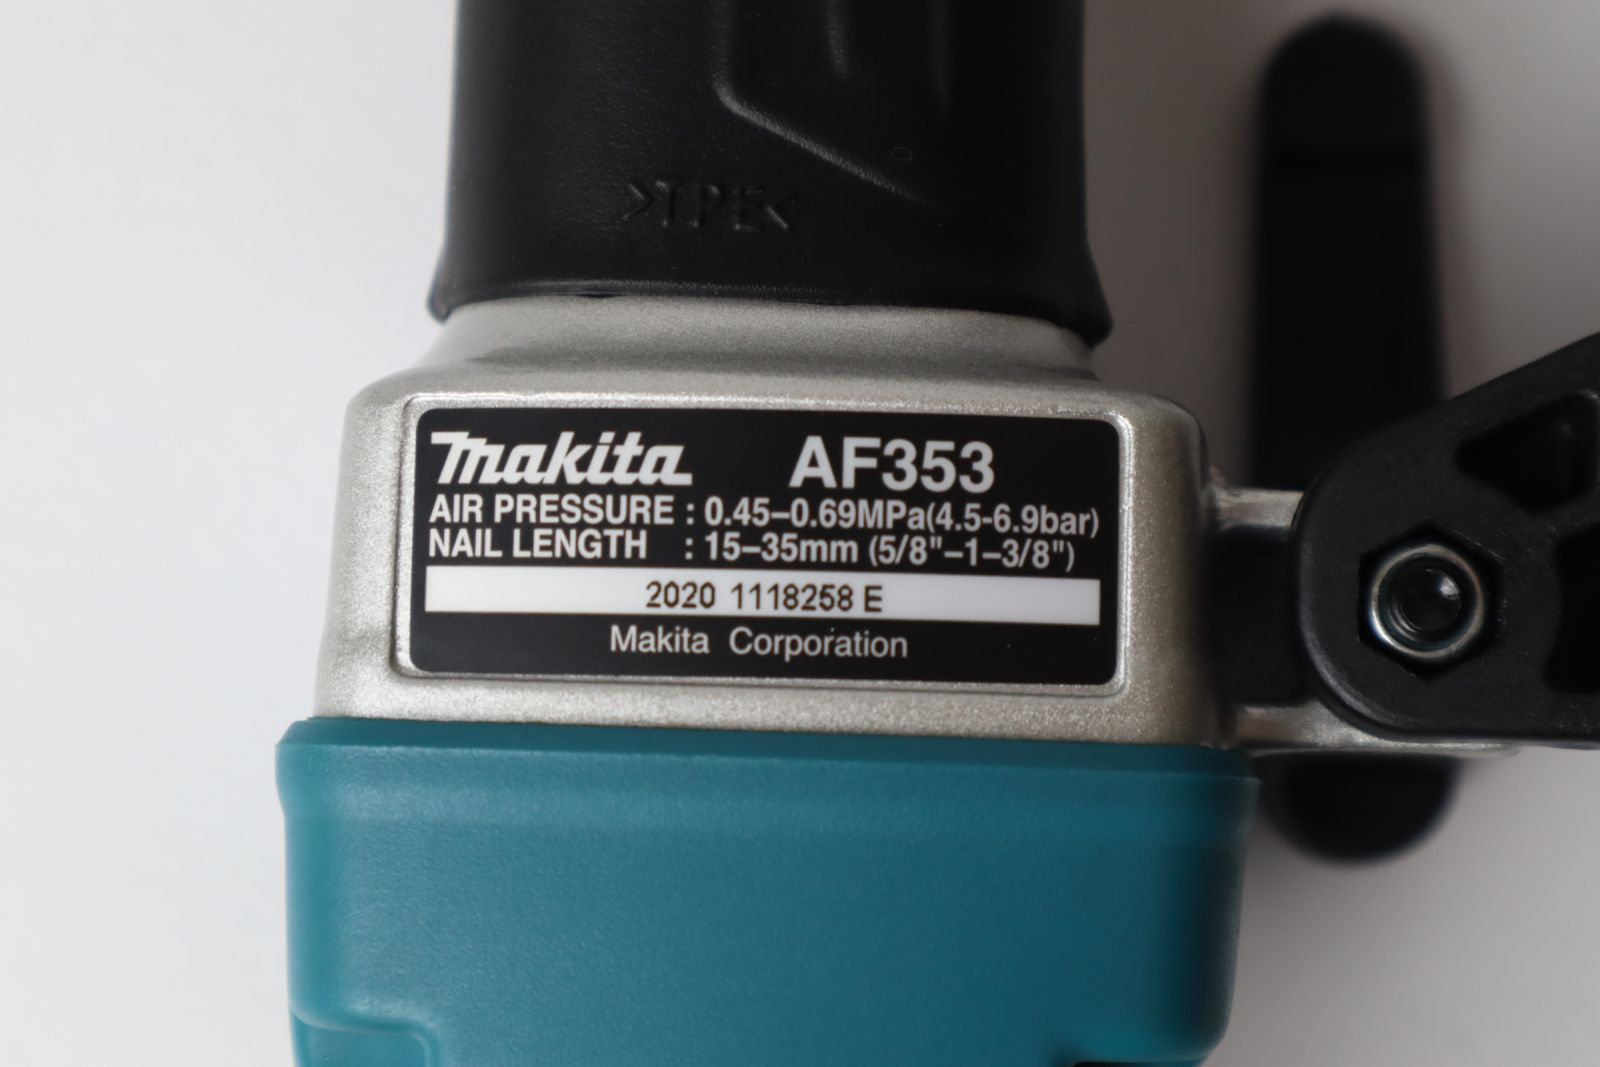 >TPE<
Makita AF353
AIR PRESSURE : 0.45–0.69MPa(4.5-6.9bar)
NAIL LENGTH : 15–35mm (5/8"–1–3/8")
2020 1118258 E
Makita Corporation